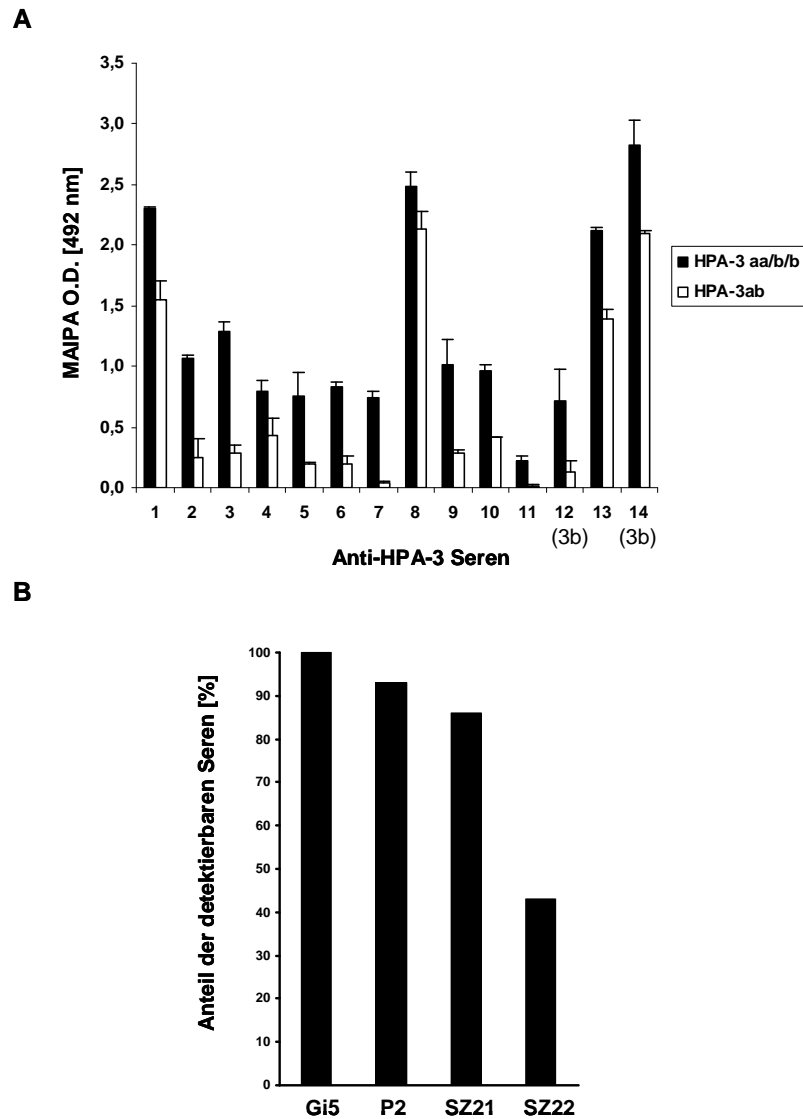 A
MAIPA O.D. [492 nm]
3,5
3,0
2,5
2,0
1,5
1,0
0,5
0,0
1 2 3 4 5 6 7 8 9 10 11 12 13 14
(3b) (3b)
Anti-HPA-3 Seren
HPA-3 aa/b/b
HPA-3ab
B
Anteil der detektierbaren Seren [%]
100
90
80
70
60
50
40
30
20
10
0
Gi5 P2 SZ21 SZ22